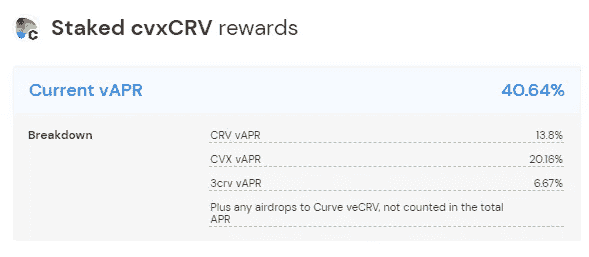 Staked cvxCRV rewards
Current vAPR 40.64%
Breakdown CRV vAPR 13.8%
CVX vAPR 20.16%
3crv vAPR 6.67%
Plus any airdrops to Curve veCRV, not counted in the total
APR